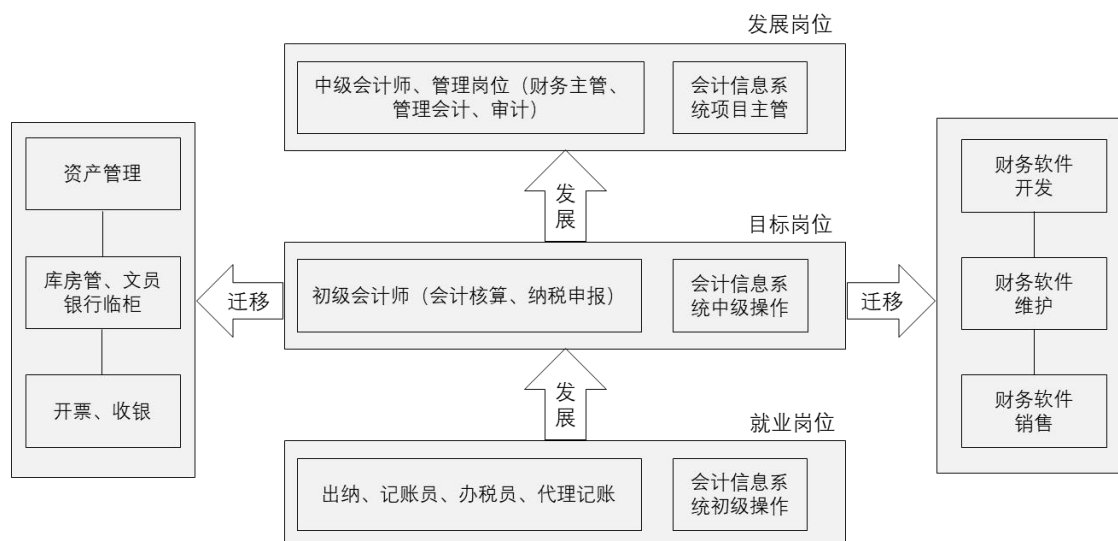 发展岗位
中级会计师、管理岗位（财务主管、
管理会计、审计）
会计信息系
统项目主管
资产管理
库房管、文员
银行临柜
开票、收银
迁移
发
展
目标岗位
初级会计师（会计核算、纳税申报）
会计信息系
统中级操作
迁移
财务软件
开发
财务软件
维护
财务软件
销售
发
展
就业岗位
出纳、记账员、办税员、代理记账
会计信息系
统初级操作